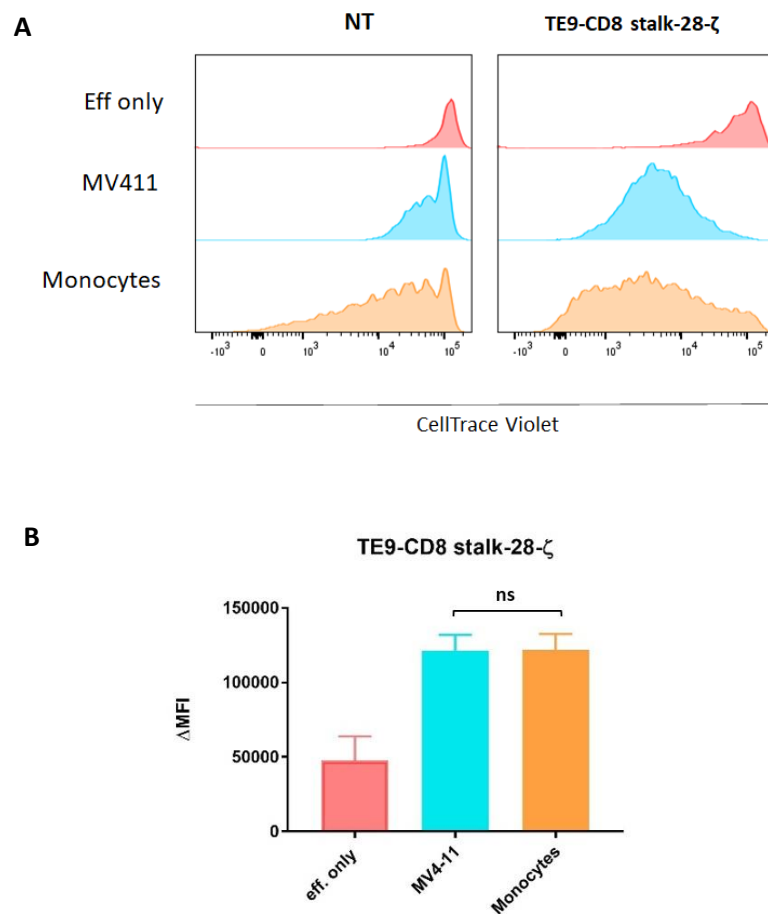 A
NT
TE9-CD8 stalk-28-ζ
Eff only
MV411
Monocytes
-10³ 0 10³ 10⁴ 10⁵
-10³ 0 10³ 10⁴ 10⁵
CellTrace Violet
B
TE9-CD8 stalk-28-ζ
ns
150000
100000
50000
0
ΔMFI
eff. only
MV4-11
Monocytes